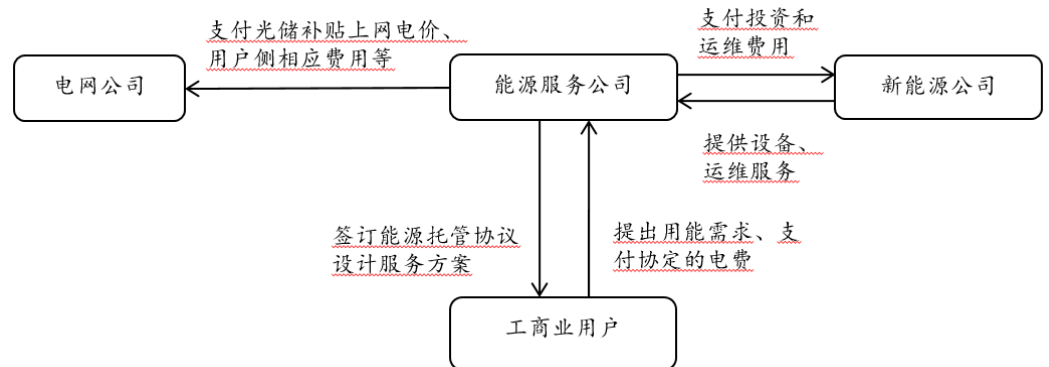 支付光储补贴上网电价、
用户侧相应费用等
支付投资和
运维费用
电网公司
能源服务公司
新能源公司
提供设备、
运维服务
签订能源托管协议
设计服务方案
提出用能需求、支
付协定的电费
工商业用户